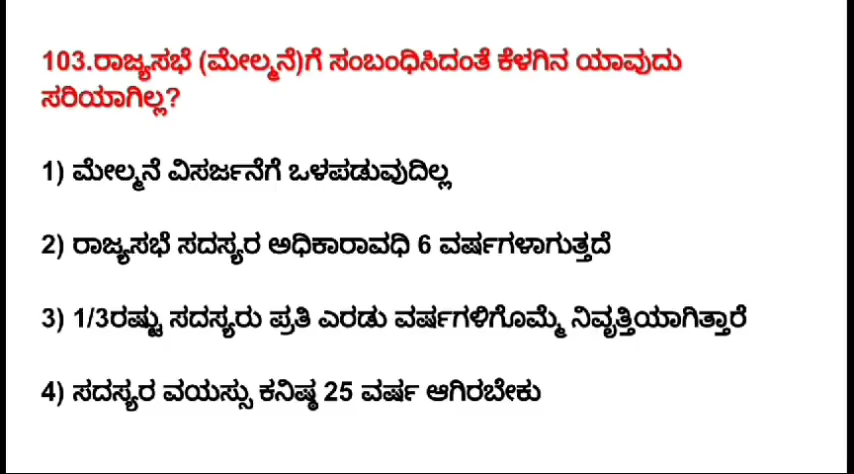 103.ರಾಜ್ಯಸಭೆ (ಮೇಲ್ಮನೆ)ಗೆ ಸಂಬಂಧಿಸಿದಂತೆ ಕೆಳಗಿನ ಯಾವುದು
ಸರಿಯಾಗಿಲ್ಲ?
1) ಮೇಲ್ಮನೆ ವಿಸರ್ಜನೆಗೆ ಒಳಪಡುವುದಿಲ್ಲ
2) ರಾಜ್ಯಸಭೆ ಸದಸ್ಯರ ಅಧಿಕಾರಾವಧಿ 6 ವರ್ಷಗಳಾಗುತ್ತದೆ
3) 1/3ರಷ್ಟು ಸದಸ್ಯರು ಪ್ರತಿ ಎರಡು ವರ್ಷಗಳಿಗೊಮ್ಮೆ ನಿವೃತ್ತಿಯಾಗಿತ್ತಾರೆ
4) ಸದಸ್ಯರ ವಯಸ್ಸು ಕನಿಷ್ಠ 25 ವರ್ಷ ಆಗಿರಬೇಕು